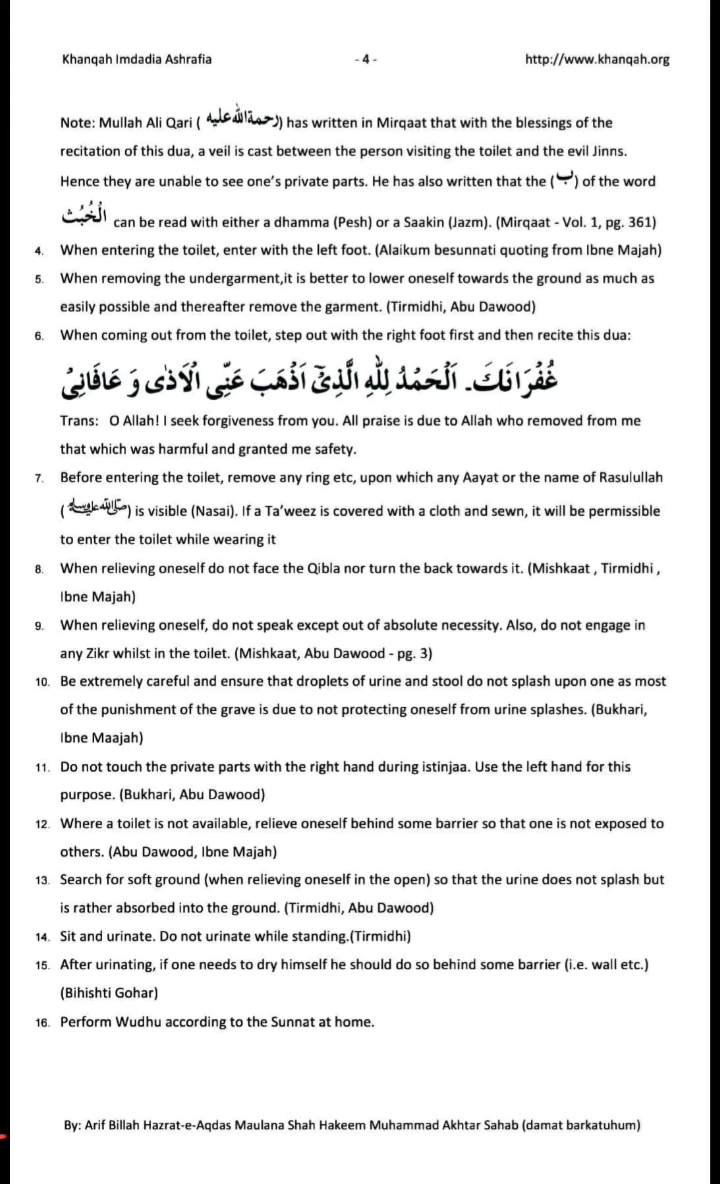 Khanqah Imdadia Ashrafia - 4 - http://www.khanqah.org
Note: Mullah Ali Qari ( رحمۃاللہ علیہ) has written in Mirqaat that with the blessings of the
recitation of this dua, a veil is cast between the person visiting the toilet and the evil Jinns.
Hence they are unable to see one's private parts. He has also written that the (ب) of the word
الْخُبُث can be read with either a dhamma (Pesh) or a Saakin (Jazm). (Mirqaat - Vol. 1, pg. 361)
4. When entering the toilet, enter with the left foot. (Alaikum besunnati quoting from Ibne Majah)
5. When removing the undergarment,it is better to lower oneself towards the ground as much as
easily possible and thereafter remove the garment. (Tirmidhi, Abu Dawood)
6. When coming out from the toilet, step out with the right foot first and then recite this dua:
غُفْرَانَكَ۔ اَلْحَمْدُ لِلّٰهِ الَّذِيْٓ اَذْهَبَ عَنِّي الْاَذٰى وَ عَافَانِيْ
Trans: O Allah! I seek forgiveness from you. All praise is due to Allah who removed from me
that which was harmful and granted me safety.
7. Before entering the toilet, remove any ring etc, upon which any Aayat or the name of Rasulullah
( صلی اللہ علیہ وسلم) is visible (Nasai). If a Ta'weez is covered with a cloth and sewn, it will be permissible
to enter the toilet while wearing it
8. When relieving oneself do not face the Qibla nor turn the back towards it. (Mishkaat , Tirmidhi ,
Ibne Majah)
9. When relieving oneself, do not speak except out of absolute necessity. Also, do not engage in
any Zikr whilst in the toilet. (Mishkaat, Abu Dawood - pg. 3)
10. Be extremely careful and ensure that droplets of urine and stool do not splash upon one as most
of the punishment of the grave is due to not protecting oneself from urine splashes. (Bukhari,
Ibne Maajah)
11. Do not touch the private parts with the right hand during istinjaa. Use the left hand for this
purpose. (Bukhari, Abu Dawood)
12. Where a toilet is not available, relieve oneself behind some barrier so that one is not exposed to
others. (Abu Dawood, Ibne Majah)
13. Search for soft ground (when relieving oneself in the open) so that the urine does not splash but
is rather absorbed into the ground. (Tirmidhi, Abu Dawood)
14. Sit and urinate. Do not urinate while standing.(Tirmidhi)
15. After urinating, if one needs to dry himself he should do so behind some barrier (i.e. wall etc.)
(Bihishti Gohar)
16. Perform Wudhu according to the Sunnat at home.
By: Arif Billah Hazrat-e-Aqdas Maulana Shah Hakeem Muhammad Akhtar Sahab (damat barkatuhum)